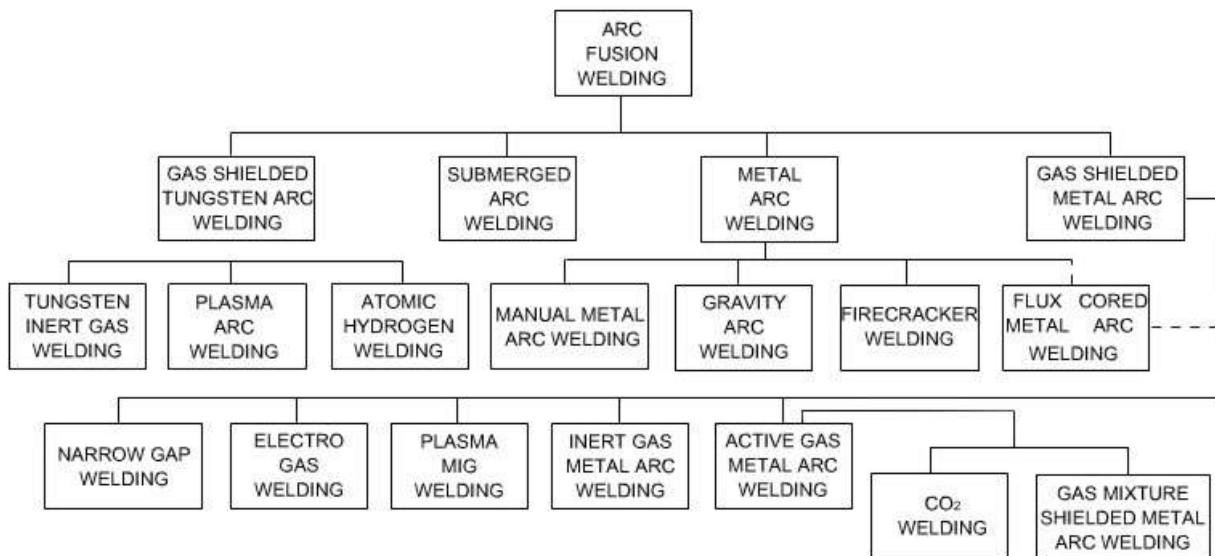 ARC
FUSION
WELDING
GAS SHIELDED
TUNGSTEN ARC
WELDING
SUBMERGED
ARC
WELDING
METAL
ARC
WELDING
GAS SHIELDED
METAL ARC
WELDING
TUNGSTEN
INERT GAS
WELDING
PLASMA
ARC
WELDING
ATOMIC
HYDROGEN
WELDING
MANUAL METAL
ARC WELDING
GRAVITY
ARC
WELDING
FIRECRACKER
WELDING
FLUX CORED
METAL ARC
WELDING
NARROW GAP
WELDING
ELECTRO
GAS
WELDING
PLASMA
MIG
WELDING
INERT GAS
METAL ARC
WELDING
ACTIVE GAS
METAL ARC
WELDING
CO₂
WELDING
GAS MIXTURE
SHIELDED METAL
ARC WELDING